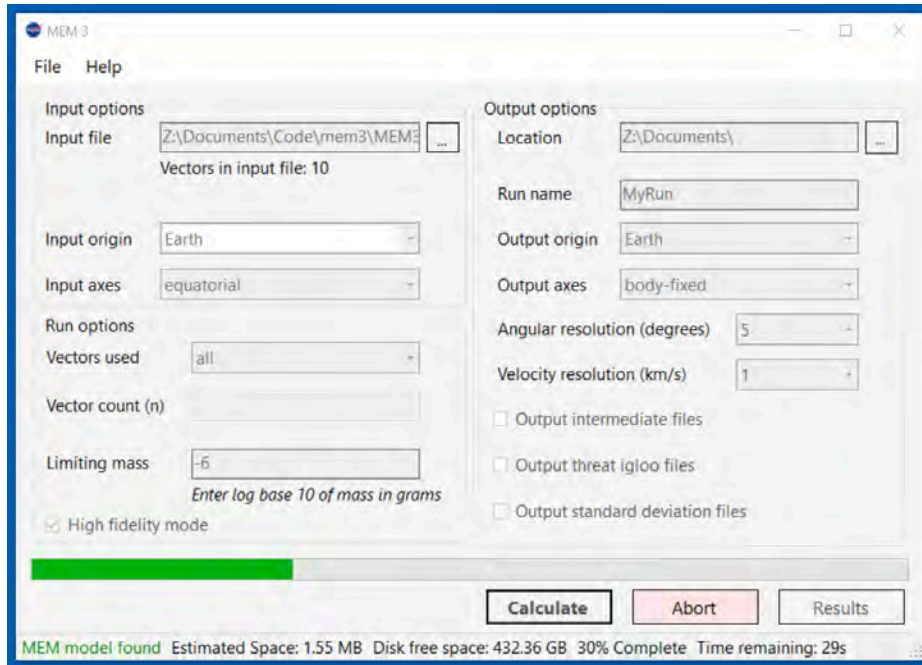 MEM 3
File Help
Input options
Input file Z:\Documents\Code\mem3\MEM3 ...
Vectors in input file: 10
Input origin Earth
Input axes equatorial
Run options
Vectors used all
Vector count (n)
Limiting mass -6
Enter log base 10 of mass in grams
High fidelity mode
Output options
Location Z:\Documents\ ...
Run name MyRun
Output origin Earth
Output axes body-fixed
Angular resolution (degrees) 5
Velocity resolution (km/s) 1
Output intermediate files
Output threat igloo files
Output standard deviation files
Calculate Abort Results
MEM model found Estimated Space: 1.55 MB Disk free space: 432.36 GB 30% Complete Time remaining: 29s